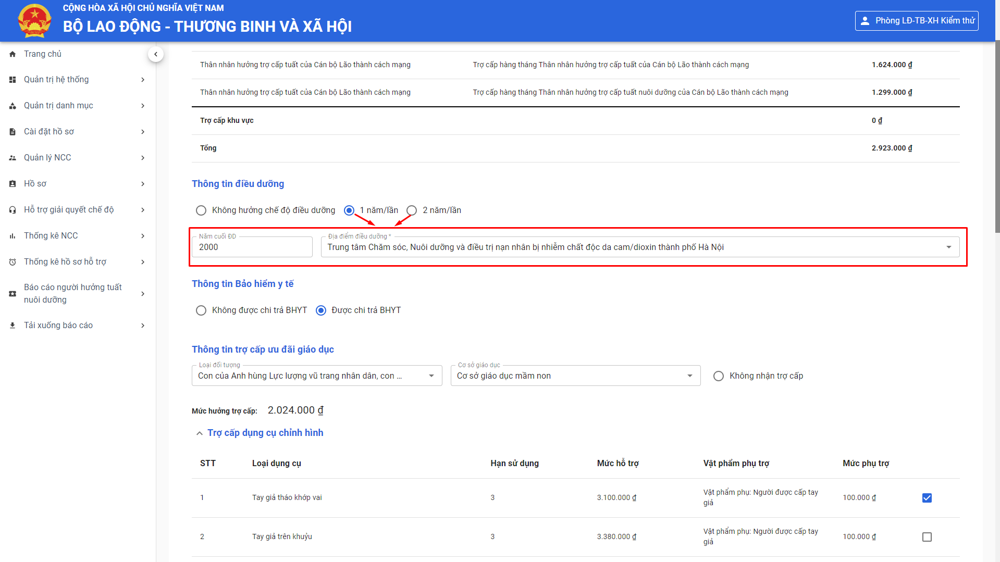 CỘNG HÒA XÃ HỘI CHỦ NGHĨA VIỆT NAM
BỘ LAO ĐỘNG - THƯƠNG BINH VÀ XÃ HỘI
Phòng LĐ-TB-XH Kiểm thử
Trang chủ
Quản trị hệ thống
Quản trị danh mục
Cài đặt hồ sơ
Quản lý NCC
Hồ sơ
Hỗ trợ giải quyết chế độ
Thống kê NCC
Thống kê hồ sơ hỗ trợ
Báo cáo người hưởng tuất
nuôi dưỡng
Tải xuống báo cáo
Thân nhân hưởng trợ cấp tuất của Cán bộ Lão thành cách mạng Trợ cấp hàng tháng Thân nhân hưởng trợ cấp tuất của Cán bộ Lão thành cách mạng 1.624.000 ₫
Thân nhân hưởng trợ cấp tuất của Cán bộ Lão thành cách mạng Trợ cấp hàng tháng Thân nhân hưởng trợ cấp tuất nuôi dưỡng của Cán bộ Lão thành cách mạng 1.299.000 ₫
Trợ cấp khu vực 0 ₫
Tổng 2.923.000 ₫
Thông tin điều dưỡng
Không hưởng chế độ điều dưỡng 1 năm/lần 2 năm/lần
Năm cuối ĐD Địa điểm điều dưỡng *
2000 Trung tâm Chăm sóc, Nuôi dưỡng và điều trị nạn nhân bị nhiễm chất độc da cam/dioxin thành phố Hà Nội
Thông tin Bảo hiểm y tế
Không được chi trả BHYT Được chi trả BHYT
Thông tin trợ cấp ưu đãi giáo dục
Loại đối tượng Cơ sở giáo dục
Con của Anh hùng Lực lượng vũ trang nhân dân, con ... Cơ sở giáo dục mầm non Không nhận trợ cấp
Mức hưởng trợ cấp: 2.024.000 ₫
Trợ cấp dụng cụ chỉnh hình
STT Loại dụng cụ Hạn sử dụng Mức hỗ trợ Vật phẩm phụ trợ Mức phụ trợ
1 Tay giả tháo khớp vai 3 3.100.000 ₫ Vật phẩm phụ: Người được cấp tay giả 100.000 ₫
2 Tay giả trên khuỷu 3 3.380.000 ₫ Vật phẩm phụ: Người được cấp tay giả 100.000 ₫